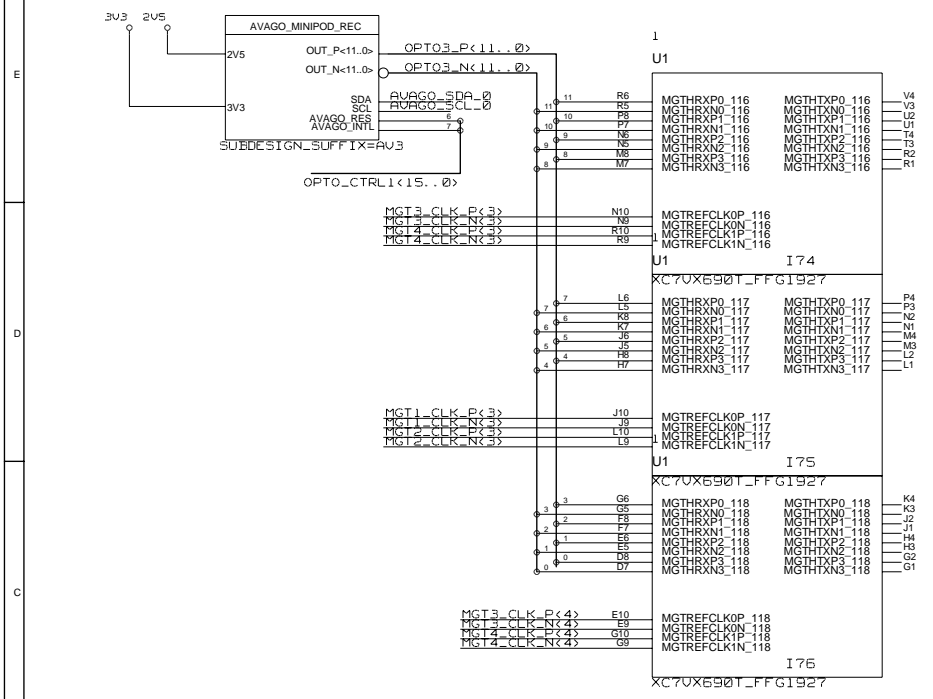 3V3 2V5
AVAGO_MINIPOD_REC
2V5
3V3
OUT_P<11..0>
OUT_N<11..0>
SDA
SCL
AVAGO_RES
AVAGO_INTL
OPTO3_P<11..0>
OPTO3_N<11..0>
AVAGO_SDA_0
AVAGO_SCL_0
6
7
SUBDESIGN_SUFFIX=AV3
OPTO_CTRL1<15..0>
E
D
C
1
U1
11 R6 MGTHRXP0_116 MGTHTXP0_116 V4
11 R5 MGTHRXN0_116 MGTHTXN0_116 V3
10 P8 MGTHRXP1_116 MGTHTXP1_116 U2
10 P7 MGTHRXN1_116 MGTHTXN1_116 U1
9 N6 MGTHRXP2_116 MGTHTXP2_116 T4
9 N5 MGTHRXN2_116 MGTHTXN2_116 T3
8 M8 MGTHRXP3_116 MGTHTXP3_116 R2
8 M7 MGTHRXN3_116 MGTHTXN3_116 R1
MGT3_CLK_P<3> N10 MGTREFCLK0P_116
MGT3_CLK_N<3> N9 MGTREFCLK0N_116
MGT4_CLK_P<3> R10 MGTREFCLK1P_116
MGT4_CLK_N<3> R9 MGTREFCLK1N_116
1
U1 I74
XC7VX690T_FFG1927
7 L6 MGTHRXP0_117 MGTHTXP0_117 P4
7 L5 MGTHRXN0_117 MGTHTXN0_117 P3
6 K8 MGTHRXP1_117 MGTHTXP1_117 N2
6 K7 MGTHRXN1_117 MGTHTXN1_117 N1
5 J6 MGTHRXP2_117 MGTHTXP2_117 M4
5 J5 MGTHRXN2_117 MGTHTXN2_117 M3
4 H8 MGTHRXP3_117 MGTHTXP3_117 L2
4 H7 MGTHRXN3_117 MGTHTXN3_117 L1
MGT1_CLK_P<3> J10 MGTREFCLK0P_117
MGT1_CLK_N<3> J9 MGTREFCLK0N_117
MGT2_CLK_P<3> L10 MGTREFCLK1P_117
MGT2_CLK_N<3> L9 MGTREFCLK1N_117
1
U1 I75
XC7VX690T_FFG1927
3 G6 MGTHRXP0_118 MGTHTXP0_118 K4
3 G5 MGTHRXN0_118 MGTHTXN0_118 K3
2 F8 MGTHRXP1_118 MGTHTXP1_118 J2
2 F7 MGTHRXN1_118 MGTHTXN1_118 J1
1 E6 MGTHRXP2_118 MGTHTXP2_118 H4
1 E5 MGTHRXN2_118 MGTHTXN2_118 H3
0 D8 MGTHRXP3_118 MGTHTXP3_118 G2
0 D7 MGTHRXN3_118 MGTHTXN3_118 G1
MGT3_CLK_P<4> E10 MGTREFCLK0P_118
MGT3_CLK_N<4> E9 MGTREFCLK0N_118
MGT4_CLK_P<4> G10 MGTREFCLK1P_118
MGT4_CLK_N<4> G9 MGTREFCLK1N_118
I76
XC7VX690T_FFG1927